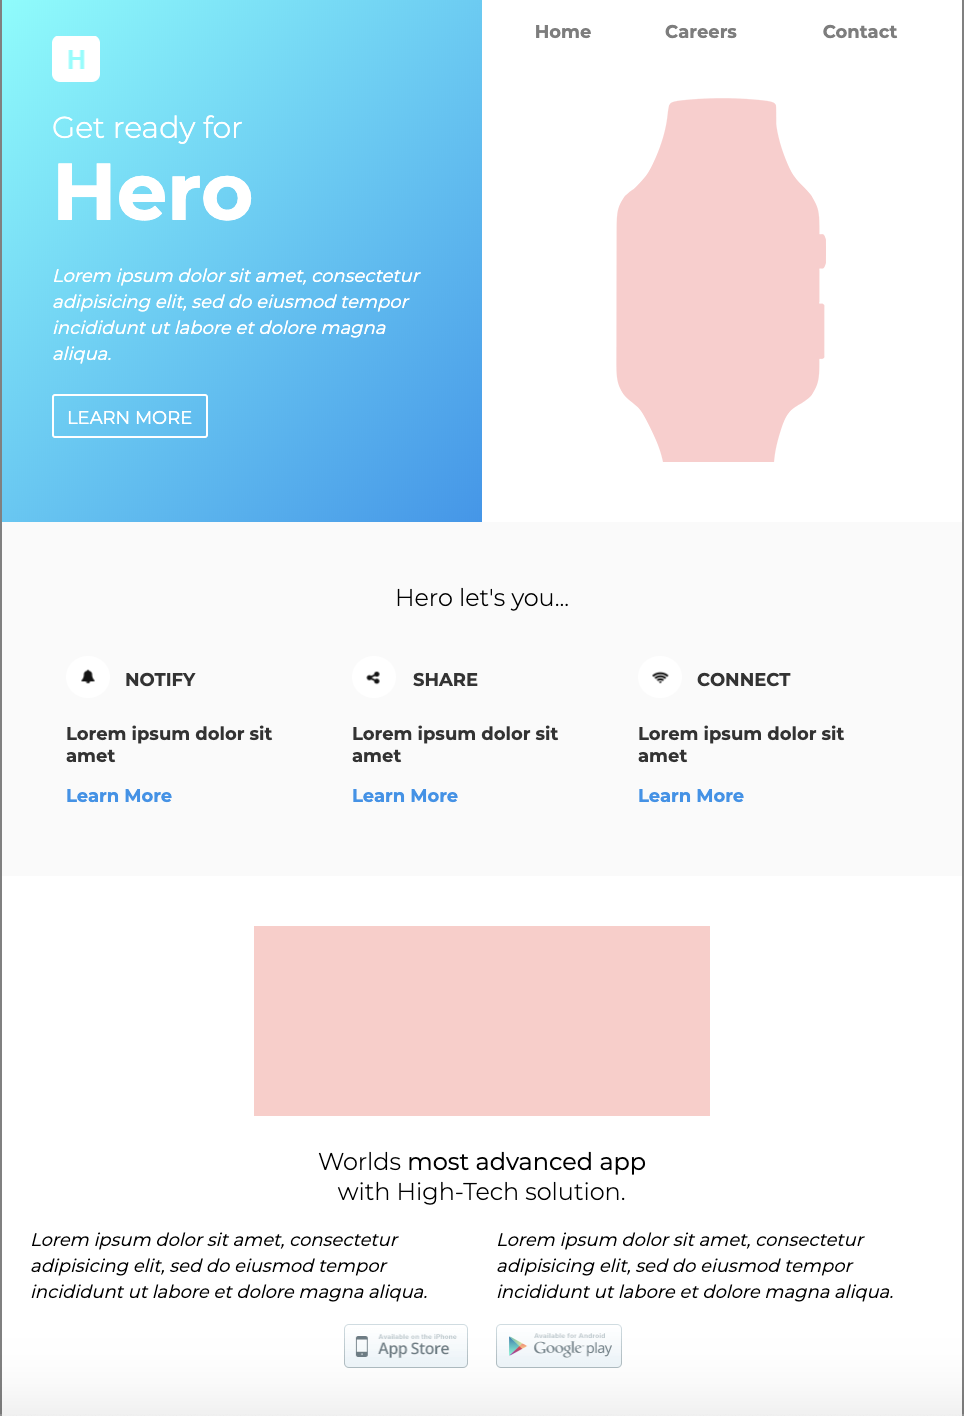 Home Careers Contact
H
Get ready for
Hero
Lorem ipsum dolor sit amet, consectetur
adipisicing elit, sed do eiusmod tempor
incididunt ut labore et dolore magna
aliqua.
LEARN MORE
Hero let's you...
NOTIFY
Lorem ipsum dolor sit
amet
Learn More
SHARE
Lorem ipsum dolor sit
amet
Learn More
CONNECT
Lorem ipsum dolor sit
amet
Learn More
Worlds most advanced app
with High-Tech solution.
Lorem ipsum dolor sit amet, consectetur
adipisicing elit, sed do eiusmod tempor
incididunt ut labore et dolore magna aliqua.
Lorem ipsum dolor sit amet, consectetur
adipisicing elit, sed do eiusmod tempor
incididunt ut labore et dolore magna aliqua.
Available on the iPhone
App Store
Available for Android
Google play